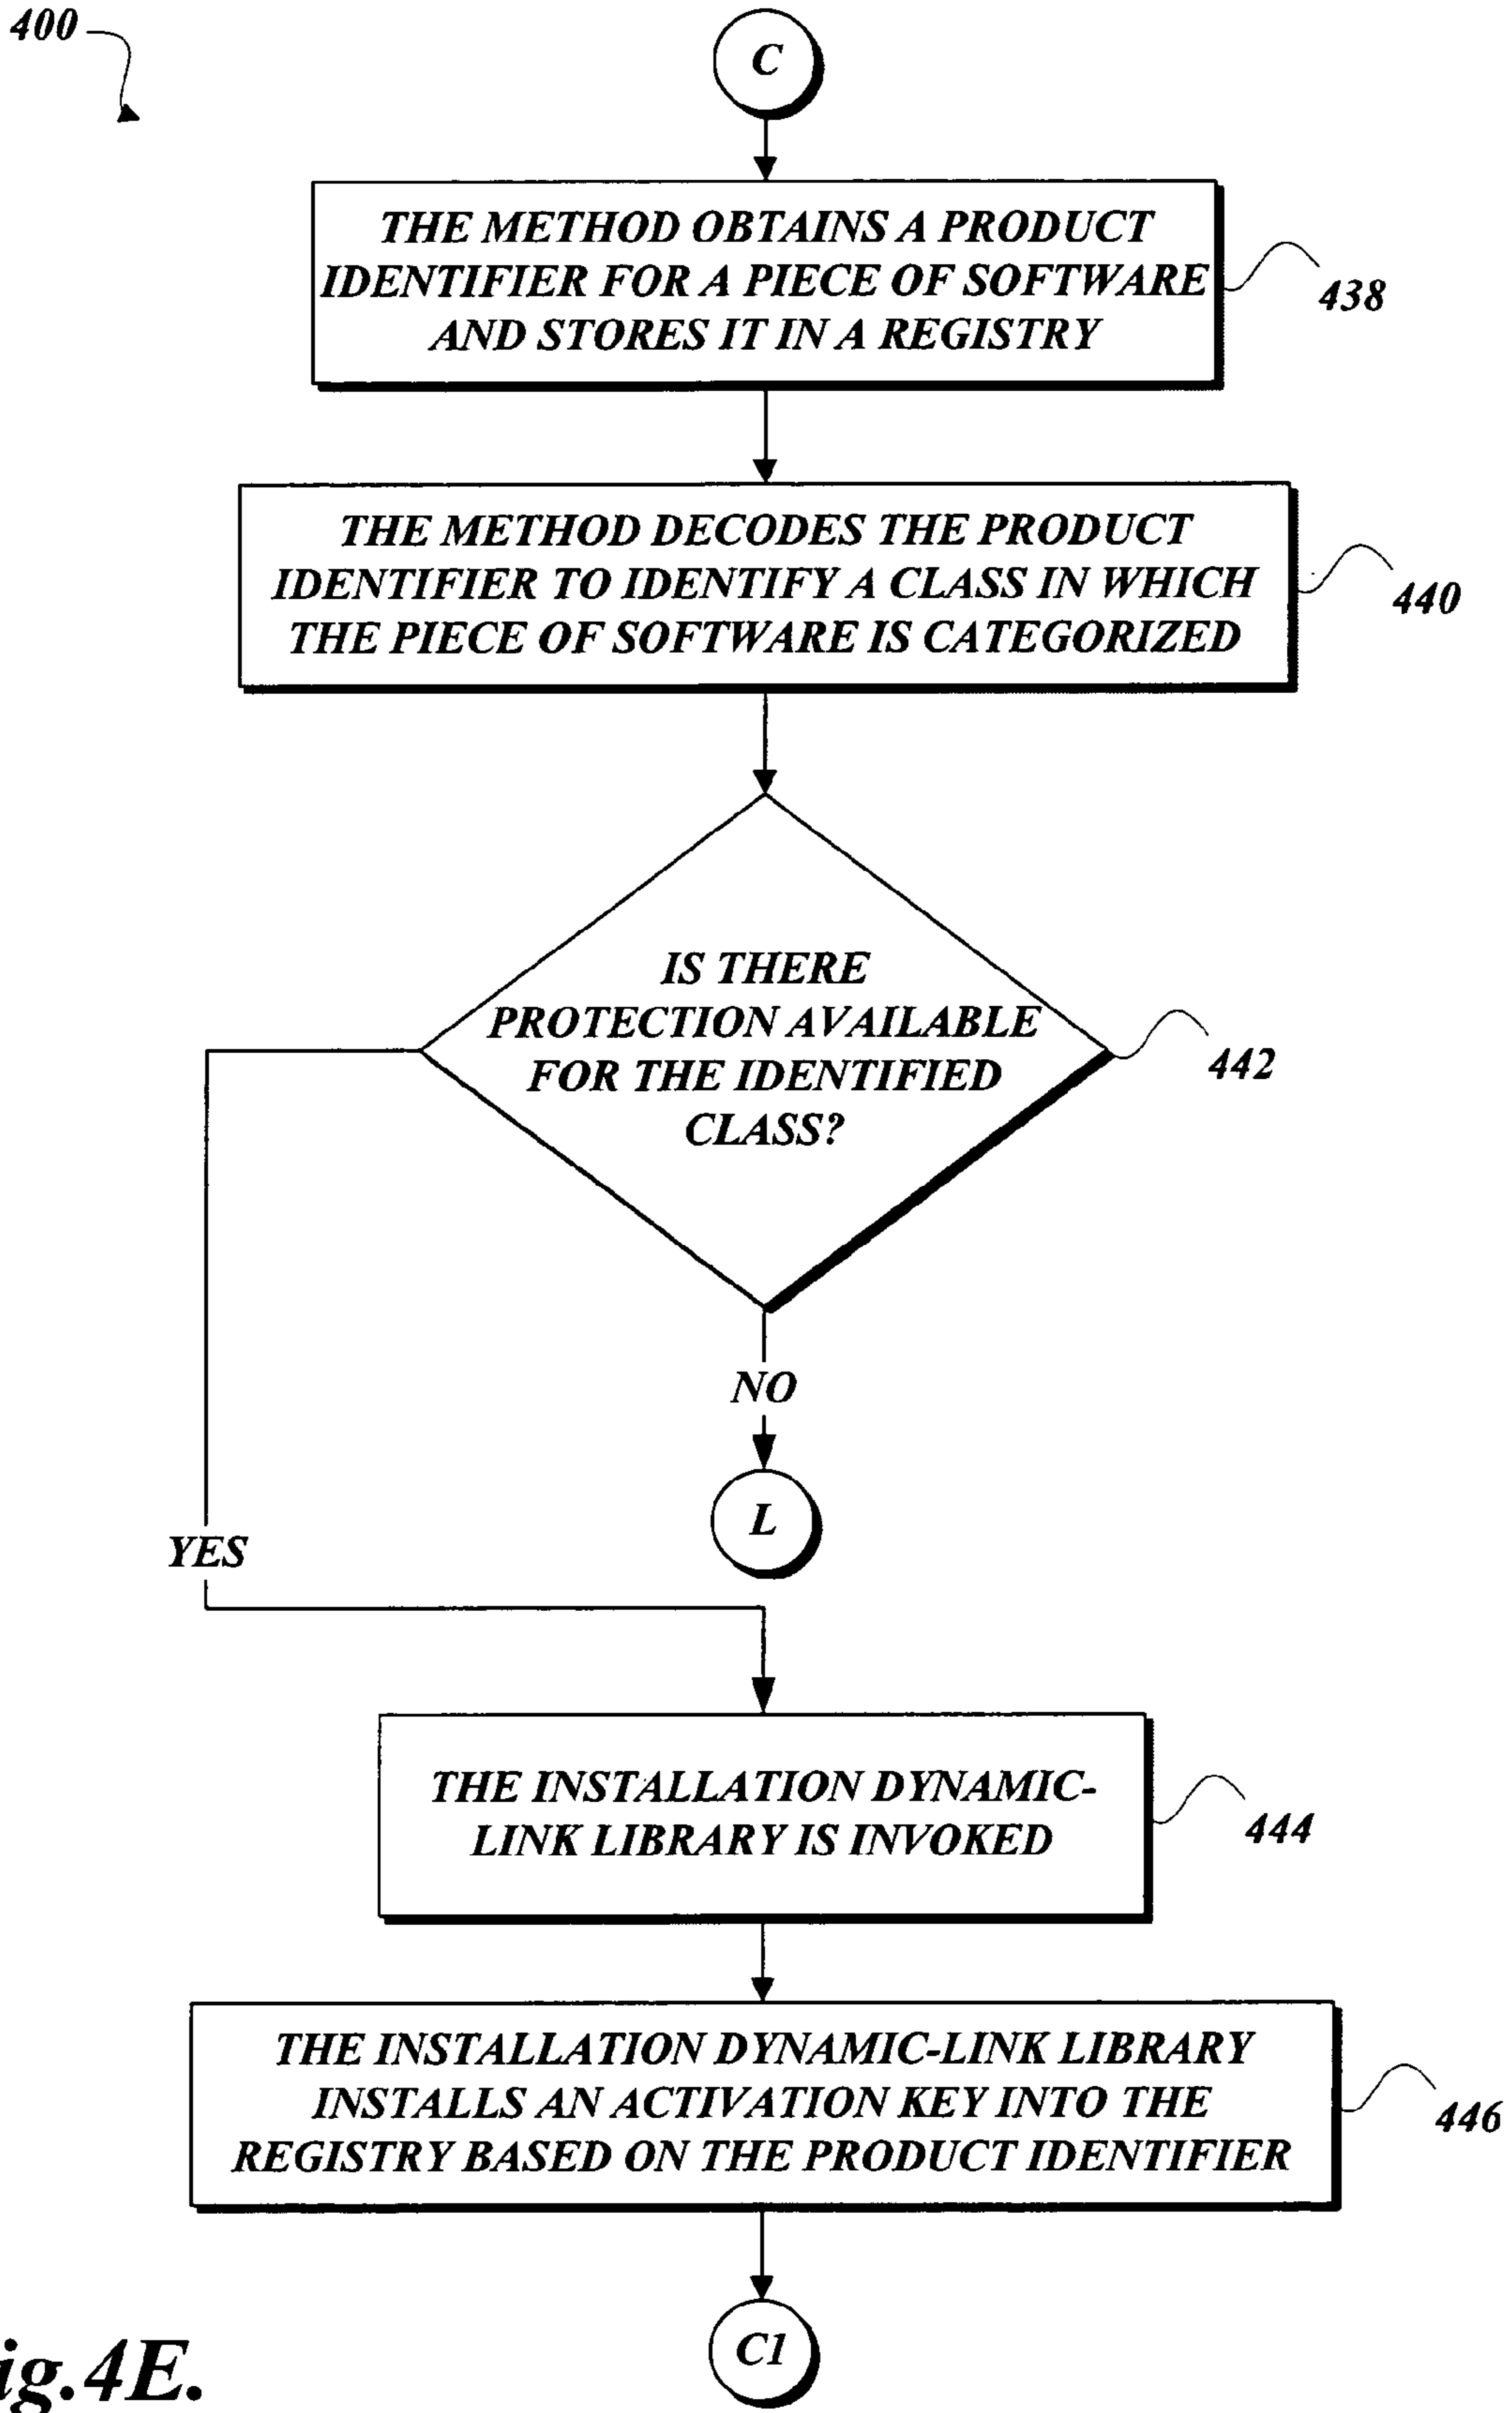 400
C
THE METHOD OBTAINS A PRODUCT
IDENTIFIER FOR A PIECE OF SOFTWARE
AND STORES IT IN A REGISTRY
438
THE METHOD DECODES THE PRODUCT
IDENTIFIER TO IDENTIFY A CLASS IN WHICH
THE PIECE OF SOFTWARE IS CATEGORIZED
440
IS THERE
PROTECTION AVAILABLE
FOR THE IDENTIFIED
CLASS?
442
NO
L
YES
THE INSTALLATION DYNAMIC-
LINK LIBRARY IS INVOKED
444
THE INSTALLATION DYNAMIC-LINK LIBRARY
INSTALLS AN ACTIVATION KEY INTO THE
REGISTRY BASED ON THE PRODUCT IDENTIFIER
446
C1
ig.4E.